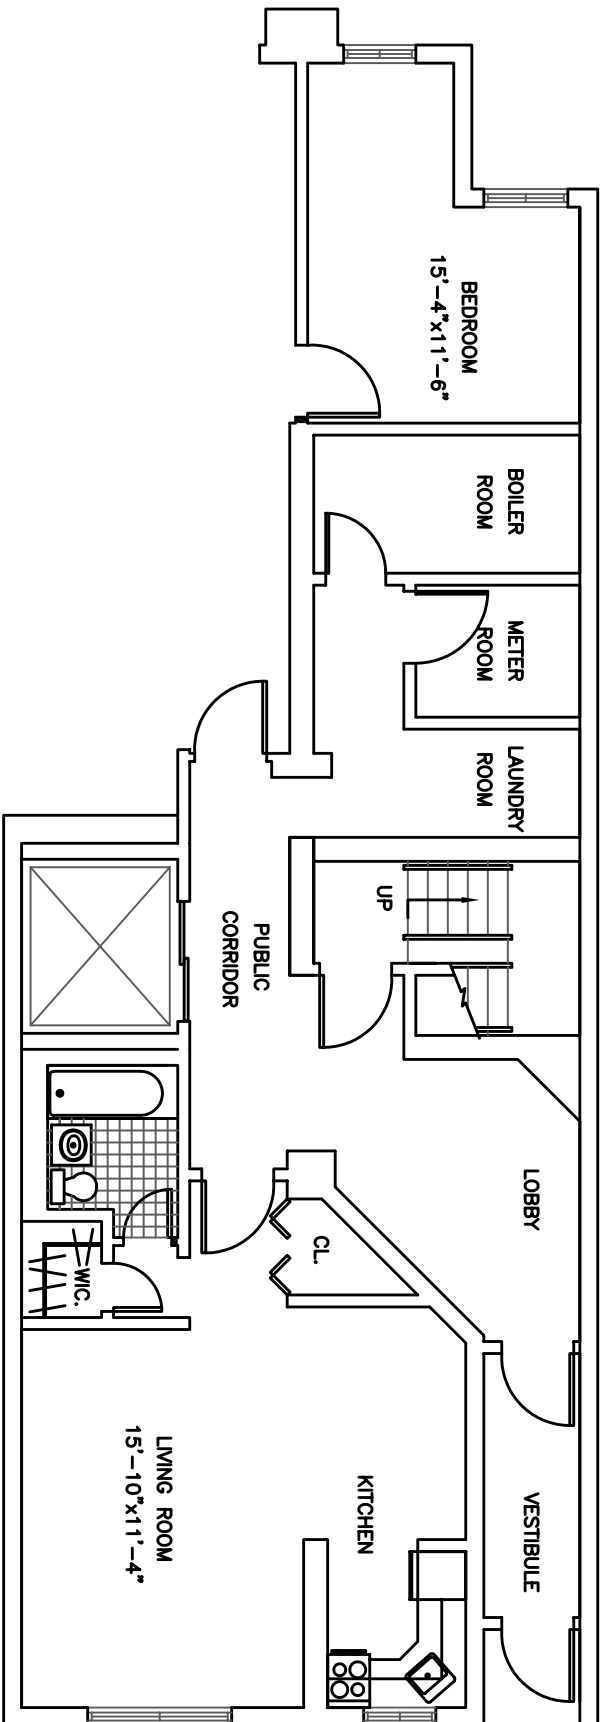 BEDROOM
15'-4"x11'-6"
BOILER
ROOM
METER
ROOM
LAUNDRY
ROOM
UP
PUBLIC
CORRIDOR
LOBBY
CL.
WIC.
VESTIBULE
KITCHEN
LIVING ROOM
15'-10"x11'-4"